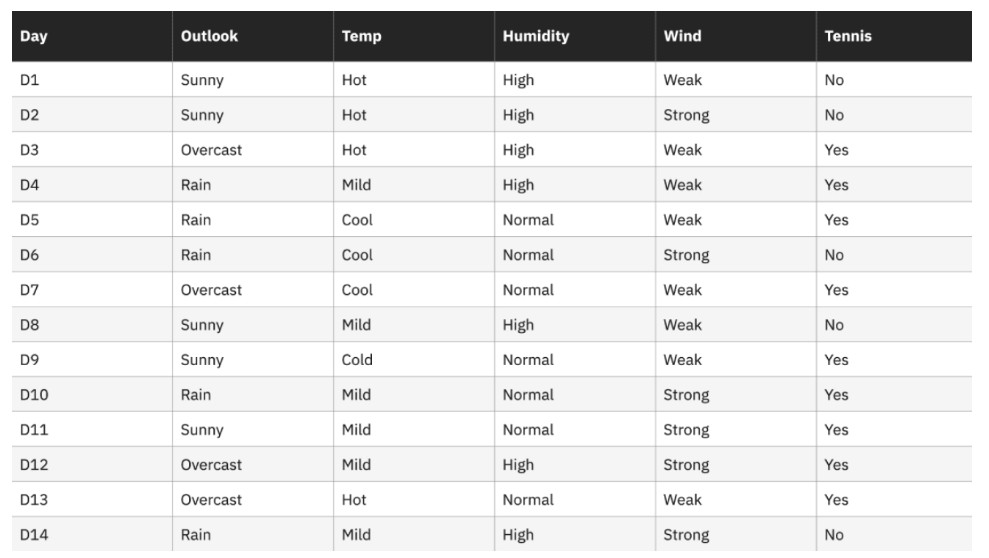 Day Outlook Temp Humidity Wind Tennis
D1 Sunny Hot High Weak No
D2 Sunny Hot High Strong No
D3 Overcast Hot High Weak Yes
D4 Rain Mild High Weak Yes
D5 Rain Cool Normal Weak Yes
D6 Rain Cool Normal Strong No
D7 Overcast Cool Normal Weak Yes
D8 Sunny Mild High Weak No
D9 Sunny Cold Normal Weak Yes
D10 Rain Mild Normal Strong Yes
D11 Sunny Mild Normal Strong Yes
D12 Overcast Mild High Strong Yes
D13 Overcast Hot Normal Weak Yes
D14 Rain Mild High Strong No